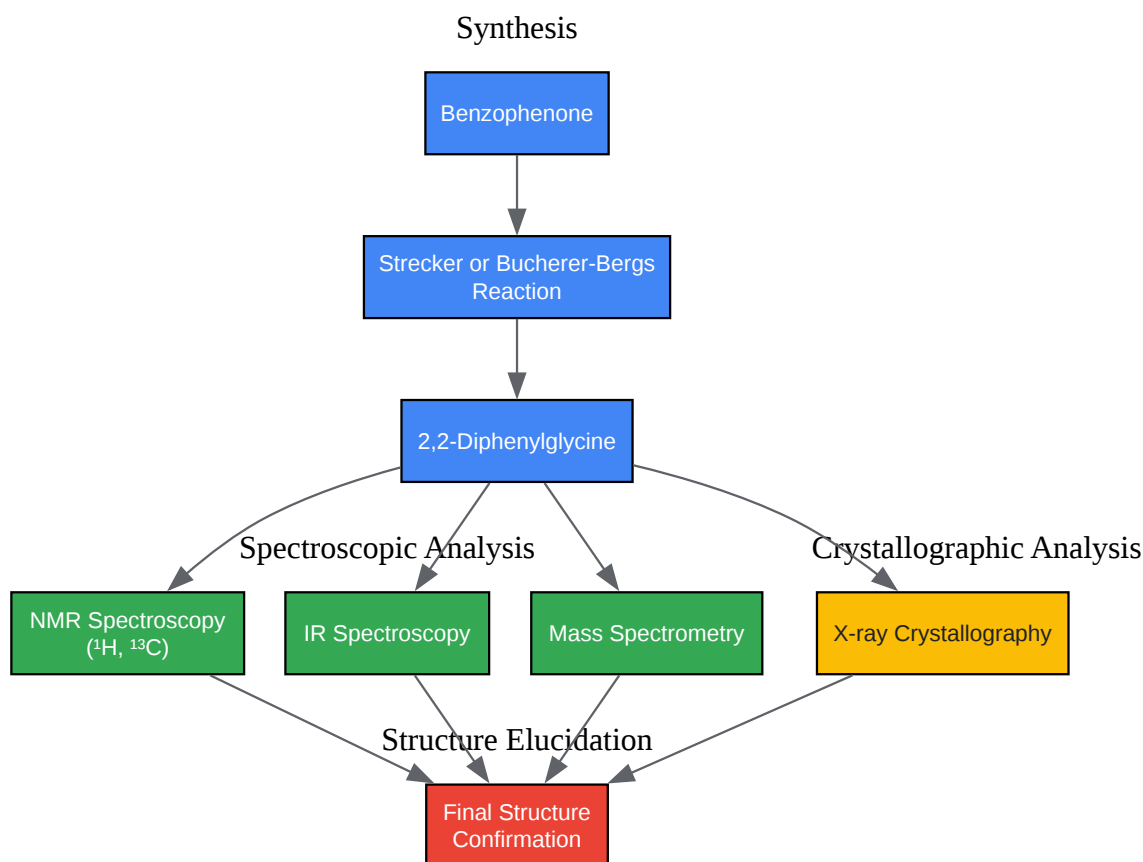 Synthesis
Benzophenone
Strecker or Bucherer-Bergs
Reaction
2,2-Diphenylglycine
Spectroscopic Analysis
Crystallographic Analysis
NMR Spectroscopy
(¹H, ¹³C)
IR Spectroscopy
Mass Spectrometry
X-ray Crystallography
Structure Elucidation
Final Structure
Confirmation